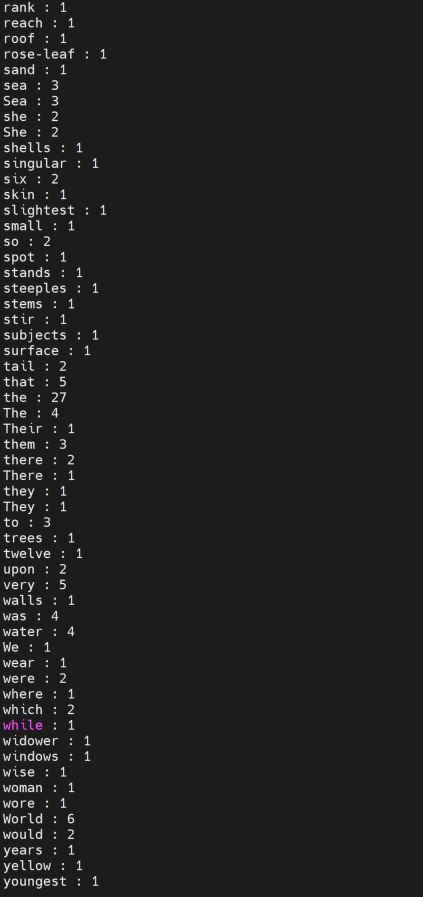 rank : 1
reach : 1
roof : 1
rose-leaf : 1
sand : 1
sea : 3
Sea : 3
she : 2
She : 2
shells : 1
singular : 1
six : 2
skin : 1
slightest : 1
small : 1
so : 2
spot : 1
stands : 1
steeples : 1
stems : 1
stir : 1
subjects : 1
surface : 1
tail : 2
that : 5
the : 27
The : 4
Their : 1
them : 3
there : 2
There : 1
they : 1
They : 1
to : 3
trees : 1
twelve : 1
upon : 2
very : 5
walls : 1
was : 4
water : 4
We : 1
wear : 1
were : 2
where : 1
which : 2
while : 1
widower : 1
windows : 1
wise : 1
woman : 1
wore : 1
World : 6
would : 2
years : 1
yellow : 1
youngest : 1